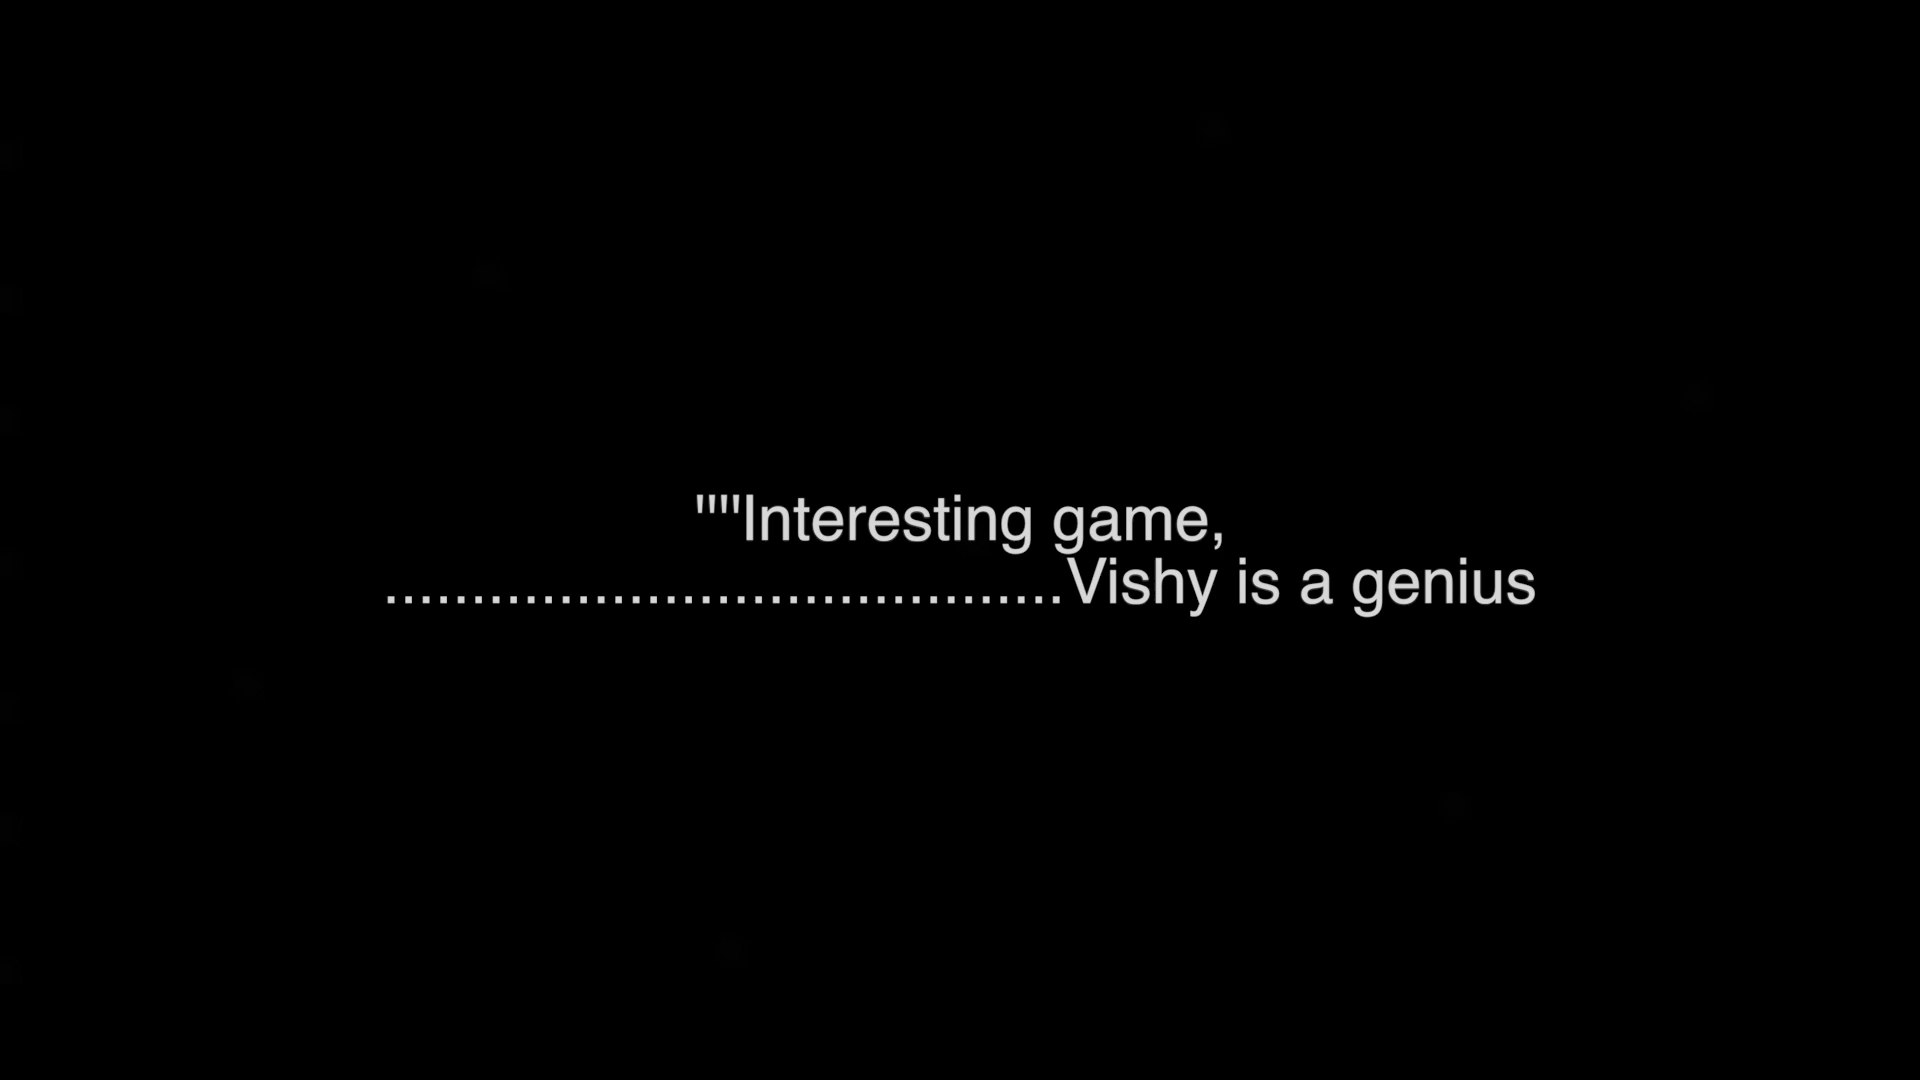 ""Interesting game,
.......................................Vishy is a genius